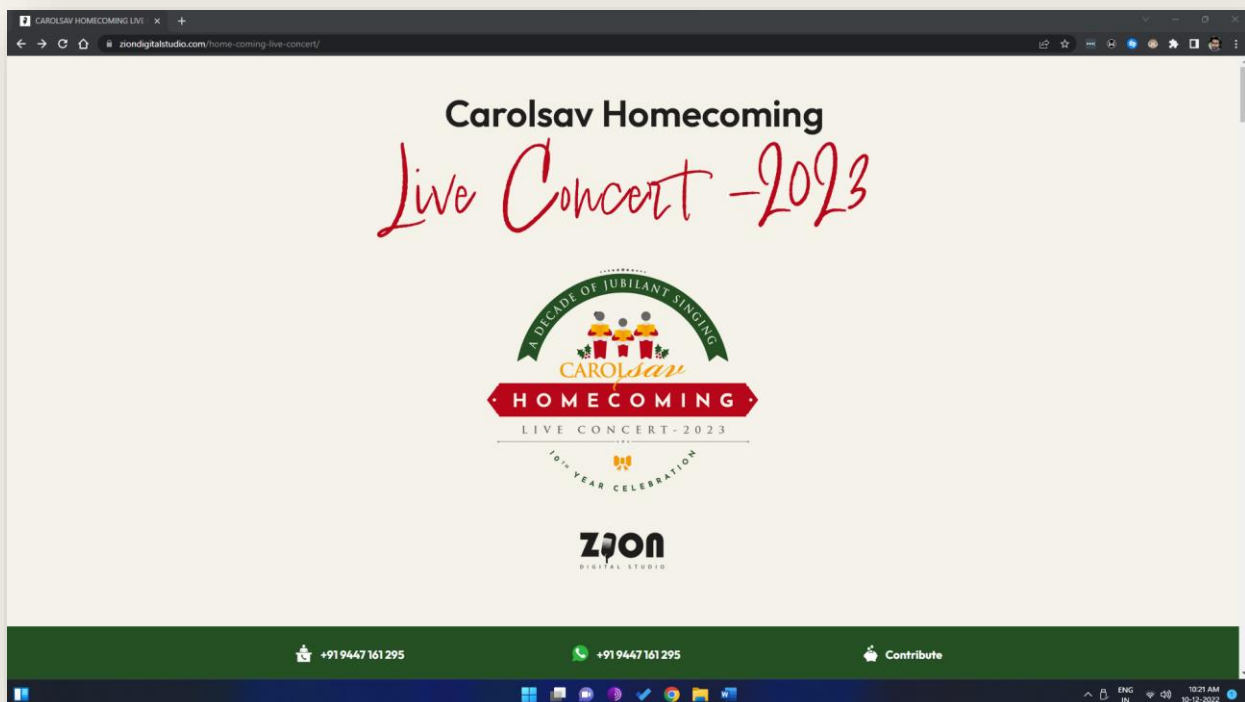 CAROLSAV HOMECOMING LIVE
ziondigitalstudio.com/home-coming-live-concert/
Carolsav Homecoming
Live Concert -2023
A DECADE OF JUBILANT SINGING
CAROLsav
· HOMECOMING ·
LIVE CONCERT-2023
10TH YEAR CELEBRATION
ZION
DIGITAL STUDIO
+91 9447 161 295
+91 9447 161 295
Contribute
ENG
IN
10:21 AM
10-12-2022